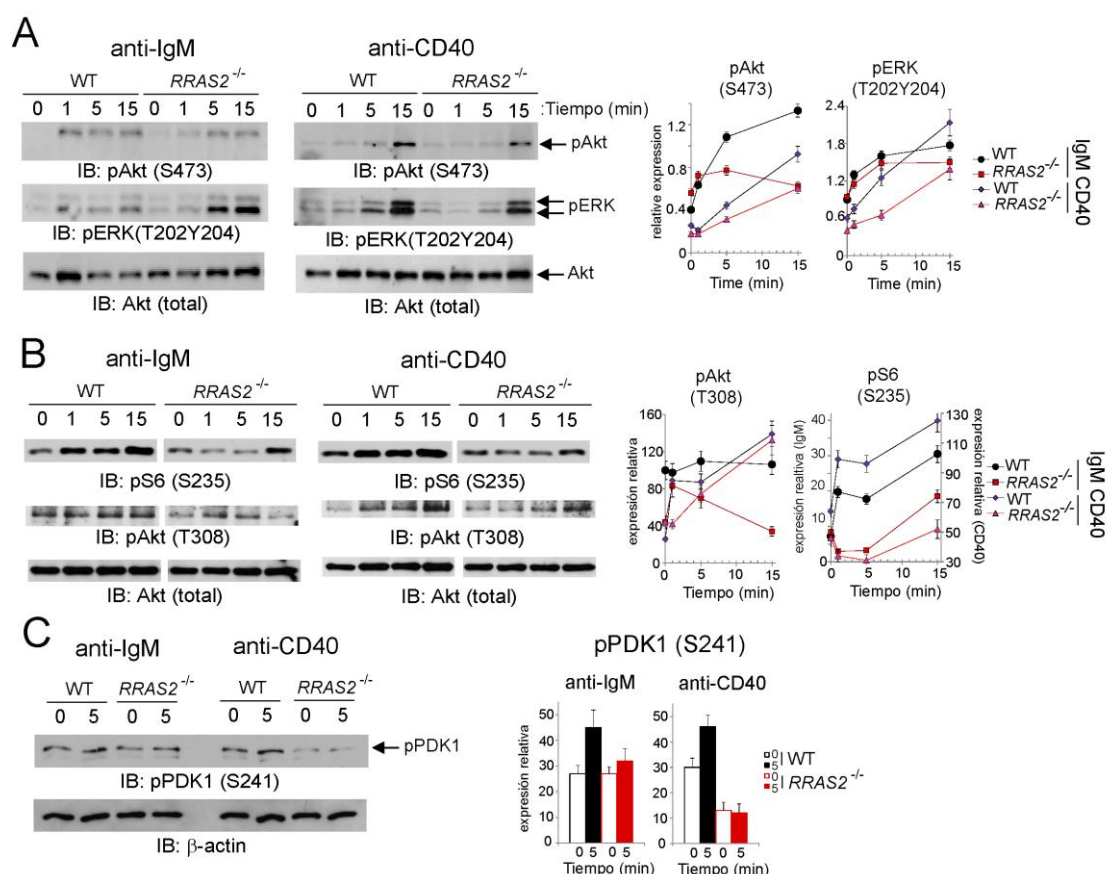 A
anti-IgM
anti-CD40
WT
RRAS2 -/-
WT
RRAS2 -/-
0 1 5 15 0 1 5 15
0 1 5 15 0 1 5 15 :Tiempo (min)
pAkt
IB: pAkt (S473)
IB: pAkt (S473)
pERK
IB: pERK(T202Y204)
IB: pERK(T202Y204)
Akt
IB: Akt (total)
IB: Akt (total)
pAkt
(S473)
relative expression
1.2
0.8
0.4
0
0 5 10 15
Time (min)
pERK
(T202Y204)
2.4
1.8
1.2
0.6
0
0 5 10 15
Time (min)
WT
RRAS2-/-
WT
RRAS2-/-
IgM CD40
B
anti-IgM
anti-CD40
WT
RRAS2 -/-
WT
RRAS2 -/-
0 1 5 15 0 1 5 15
0 1 5 15 0 1 5 15
IB: pS6 (S235)
IB: pS6 (S235)
IB: pAkt (T308)
IB: pAkt (T308)
IB: Akt (total)
IB: Akt (total)
pAkt
(T308)
expresión relativa
160
120
80
40
0
0 5 10 15
Tiempo (min)
pS6
(S235)
expresión realtiva (IgM)
40
30
20
10
0
0 5 10 15
Tiempo (min)
130
110
90
70
50
30
expresión relativa
(CD40)
WT
RRAS2-/-
WT
RRAS2-/-
IgM CD40
C
anti-IgM
anti-CD40
WT
RRAS2 -/-
WT
RRAS2 -/-
0 5 0 5 0 5 0 5
pPDK1
IB: pPDK1 (S241)
IB: β-actin
pPDK1 (S241)
anti-IgM
anti-CD40
expresión relativa
50
40
30
20
10
0
0 5 0 5
Tiempo (min)
50
40
30
20
10
0
0 5 0 5
Tiempo (min)
0
5 WT
0
5 RRAS2-/-